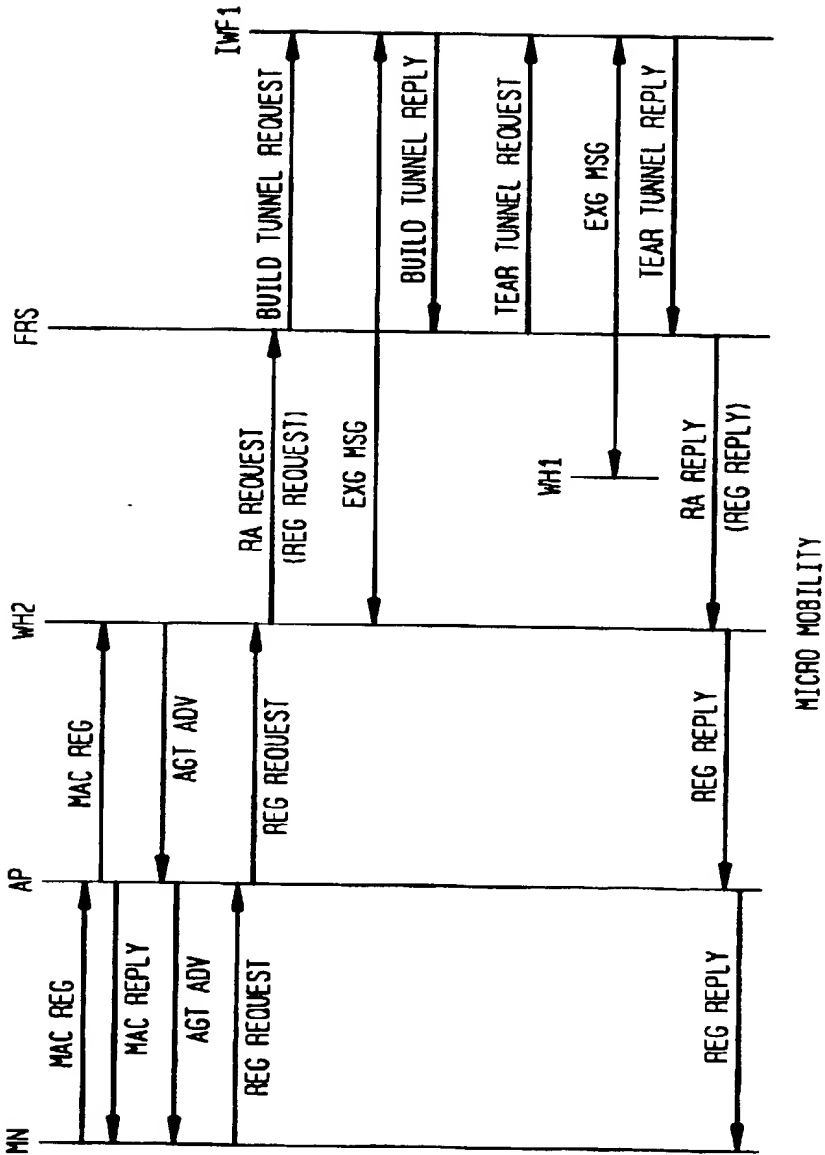 MN
AP
WH2
FRS
IWF1
MAC REG
MAC REPLY
AGT ADV
REG REQUEST
MAC REG
AGT ADV
REG REQUEST
RA REQUEST
(REG REQUEST)
BUILD TUNNEL REQUEST
EXG MSG
BUILD TUNNEL REPLY
TEAR TUNNEL REQUEST
WH1
EXG MSG
TEAR TUNNEL REPLY
RA REPLY
(REG REPLY)
REG REPLY
REG REPLY
MICRO MOBILITY